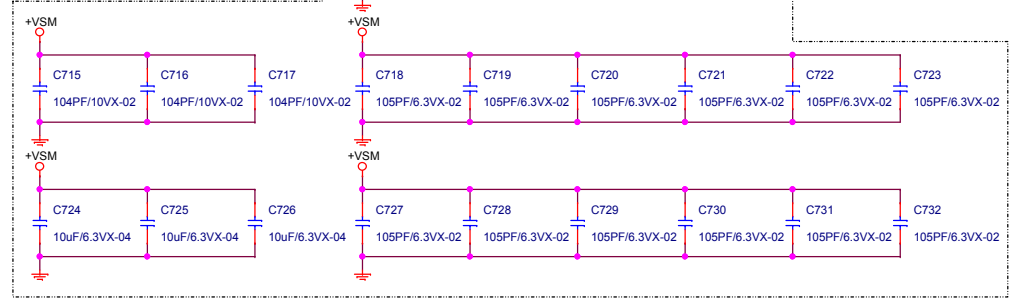 +VSM +VSM
C715 C716 C717 C718 C719 C720 C721 C722 C723
104PF/10VX-02 104PF/10VX-02 104PF/10VX-02 105PF/6.3VX-02 105PF/6.3VX-02 105PF/6.3VX-02 105PF/6.3VX-02 105PF/6.3VX-02 105PF/6.3VX-02
+VSM +VSM
C724 C725 C726 C727 C728 C729 C730 C731 C732
10uF/6.3VX-04 10uF/6.3VX-04 10uF/6.3VX-04 105PF/6.3VX-02 105PF/6.3VX-02 105PF/6.3VX-02 105PF/6.3VX-02 105PF/6.3VX-02 105PF/6.3VX-02